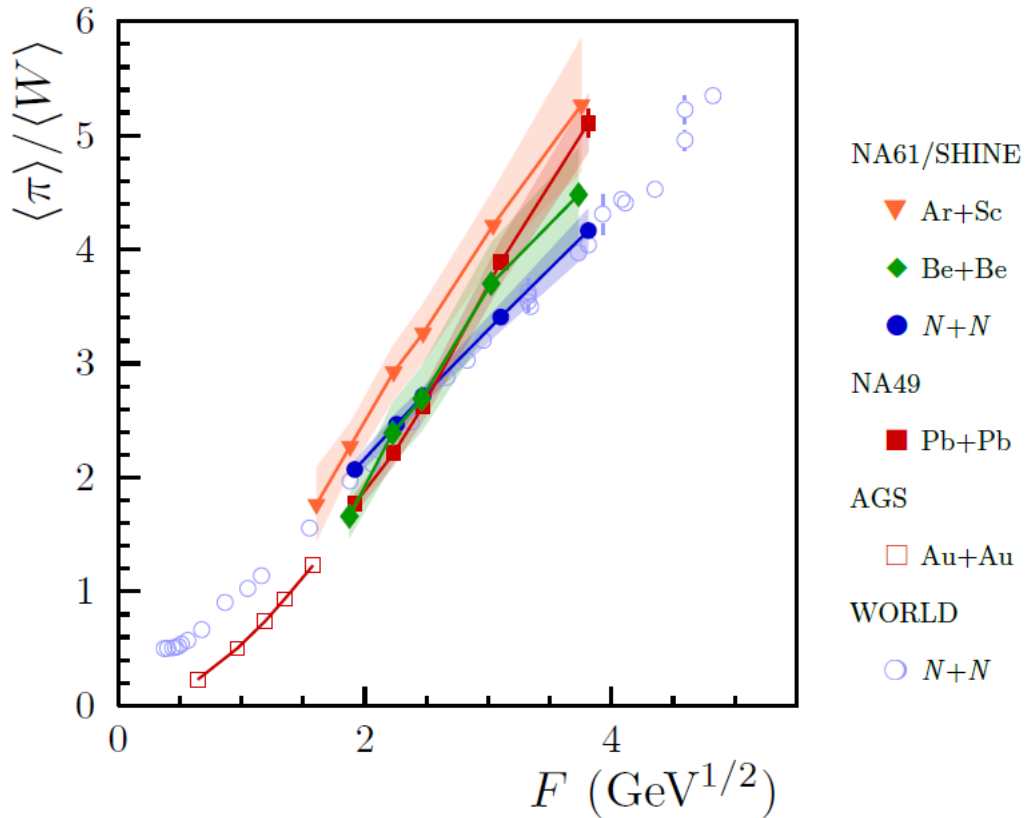 ⟨π⟩/⟨W⟩
6
5
4
3
2
1
0
0
2
4
F (GeV^{1/2})
NA61/SHINE
Ar+Sc
Be+Be
N+N
NA49
Pb+Pb
AGS
Au+Au
WORLD
N+N